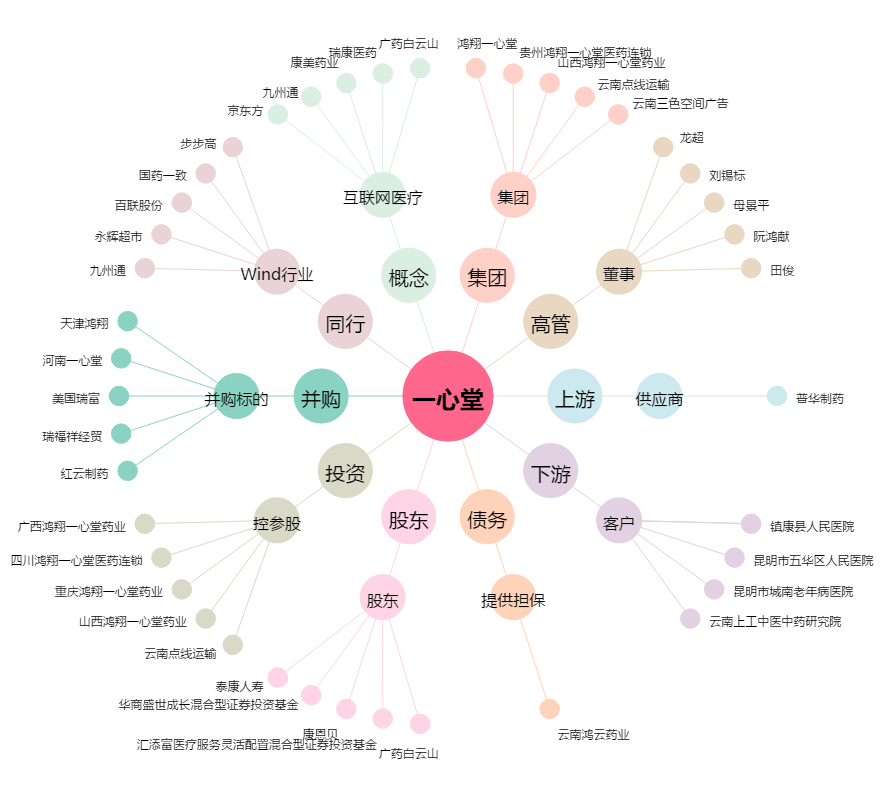 广药白云山
鸿翔一心堂
瑞康医药
贵州鸿翔一心堂医药连锁
康美药业
山西鸿翔一心堂药业
九州通
云南点线运输
京东方
云南三色空间广告
步步高
龙超
国药一致
刘锡标
百联股份
母景平
互联网医疗
集团
永辉超市
阮鸿献
九州通
田俊
Wind行业
董事
概念
集团
同行
高管
天津鸿翔
河南一心堂
美国瑞富
并购标的
并购
一心堂
上游
供应商
普华制药
瑞福祥经贸
红云制药
投资
下游
广西鸿翔一心堂药业
控参股
股东
债务
客户
镇康县人民医院
四川鸿翔一心堂医药连锁
昆明市五华区人民医院
重庆鸿翔一心堂药业
昆明市城南老年病医院
股东
提供担保
山西鸿翔一心堂药业
云南上工中医中药研究院
云南点线运输
泰康人寿
华商盛世成长混合型证券投资基金
康恩贝
云南鸿云药业
汇添富医疗服务灵活配置混合型证券投资基金
广药白云山